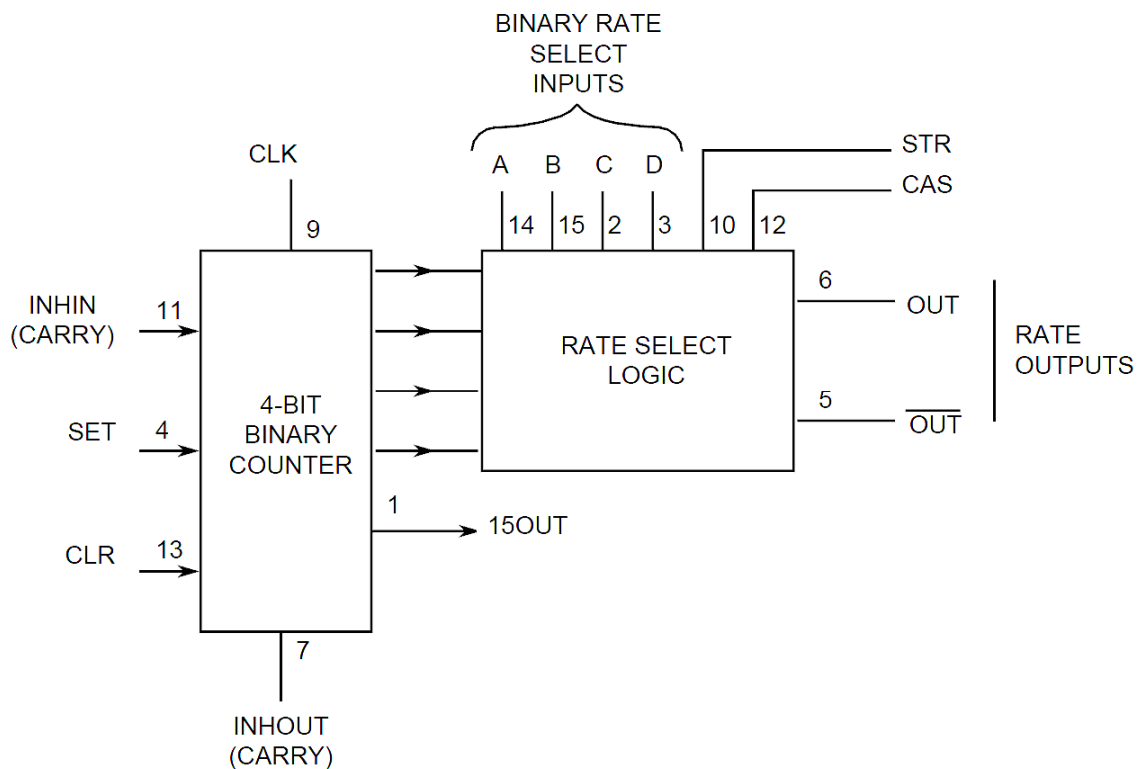 BINARY RATE
SELECT
INPUTS
CLK
A B C D
STR
CAS
9
14 15 2 3 10 12
INHIN
(CARRY)
11
6
OUT
RATE SELECT
LOGIC
RATE
OUTPUTS
SET
4
4-BIT
BINARY
COUNTER
5
OUT
1
15OUT
CLR
13
7
INHOUT
(CARRY)